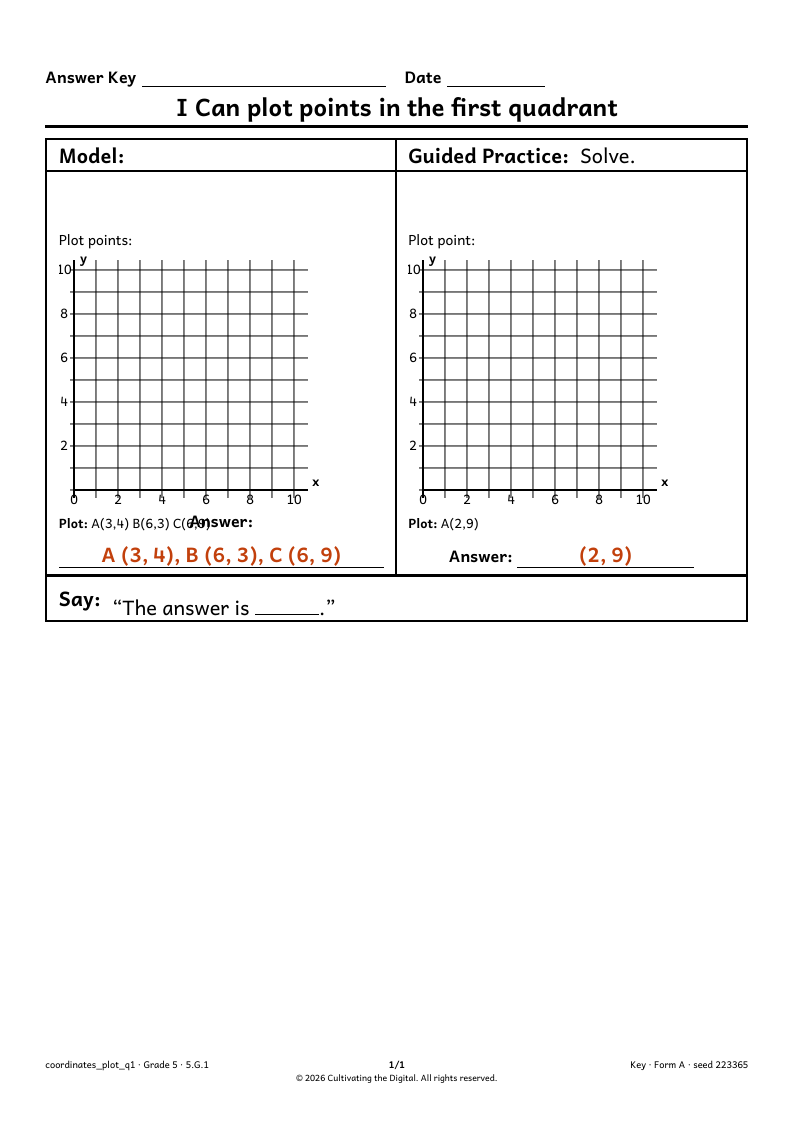 Answer Key Date
I Can plot points in the first quadrant
Model:
Guided Practice: Solve.
Plot points:
y
10
8
6
4
2
x
0 2 4 6 8 10
Plot: A(3,4) B(6,3) C(6,9)
Answer:
A (3, 4), B (6, 3), C (6, 9)
Plot point:
y
10
8
6
4
2
x
0 2 4 6 8 10
Plot: A(2,9)
Answer: (2, 9)
Say: “The answer is ______.”
coordinates_plot_q1 · Grade 5 · 5.G.1
1/1
Key · Form A · seed 223365
© 2026 Cultivating the Digital. All rights reserved.